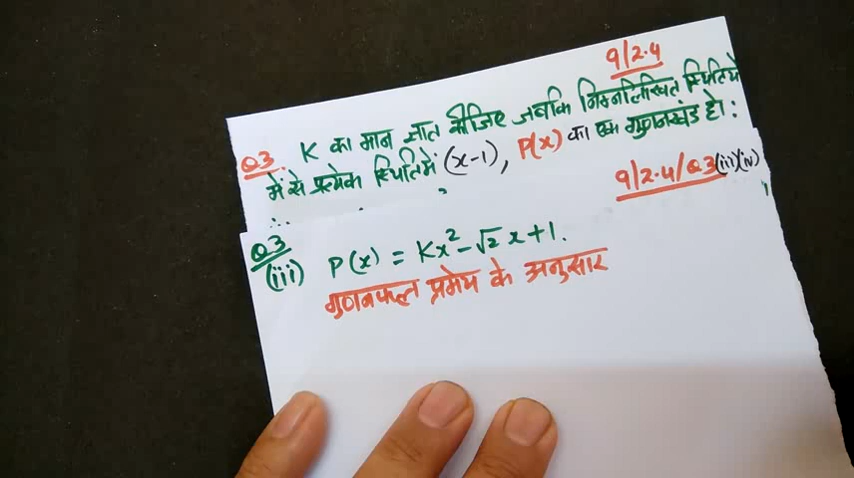 9/2.4
Q3 K का मान ज्ञात कीजिए जबकि निम्नलिखित स्थितियों
में से प्रत्येक स्थिति में (x-1), P(x) का एक गुणनखंड हो:
9/2.4/Q3(iii)(iv)
Q3
(iii) P(x) = Kx² - √2 x + 1.
गुणनफल प्रमेय के अनुसार